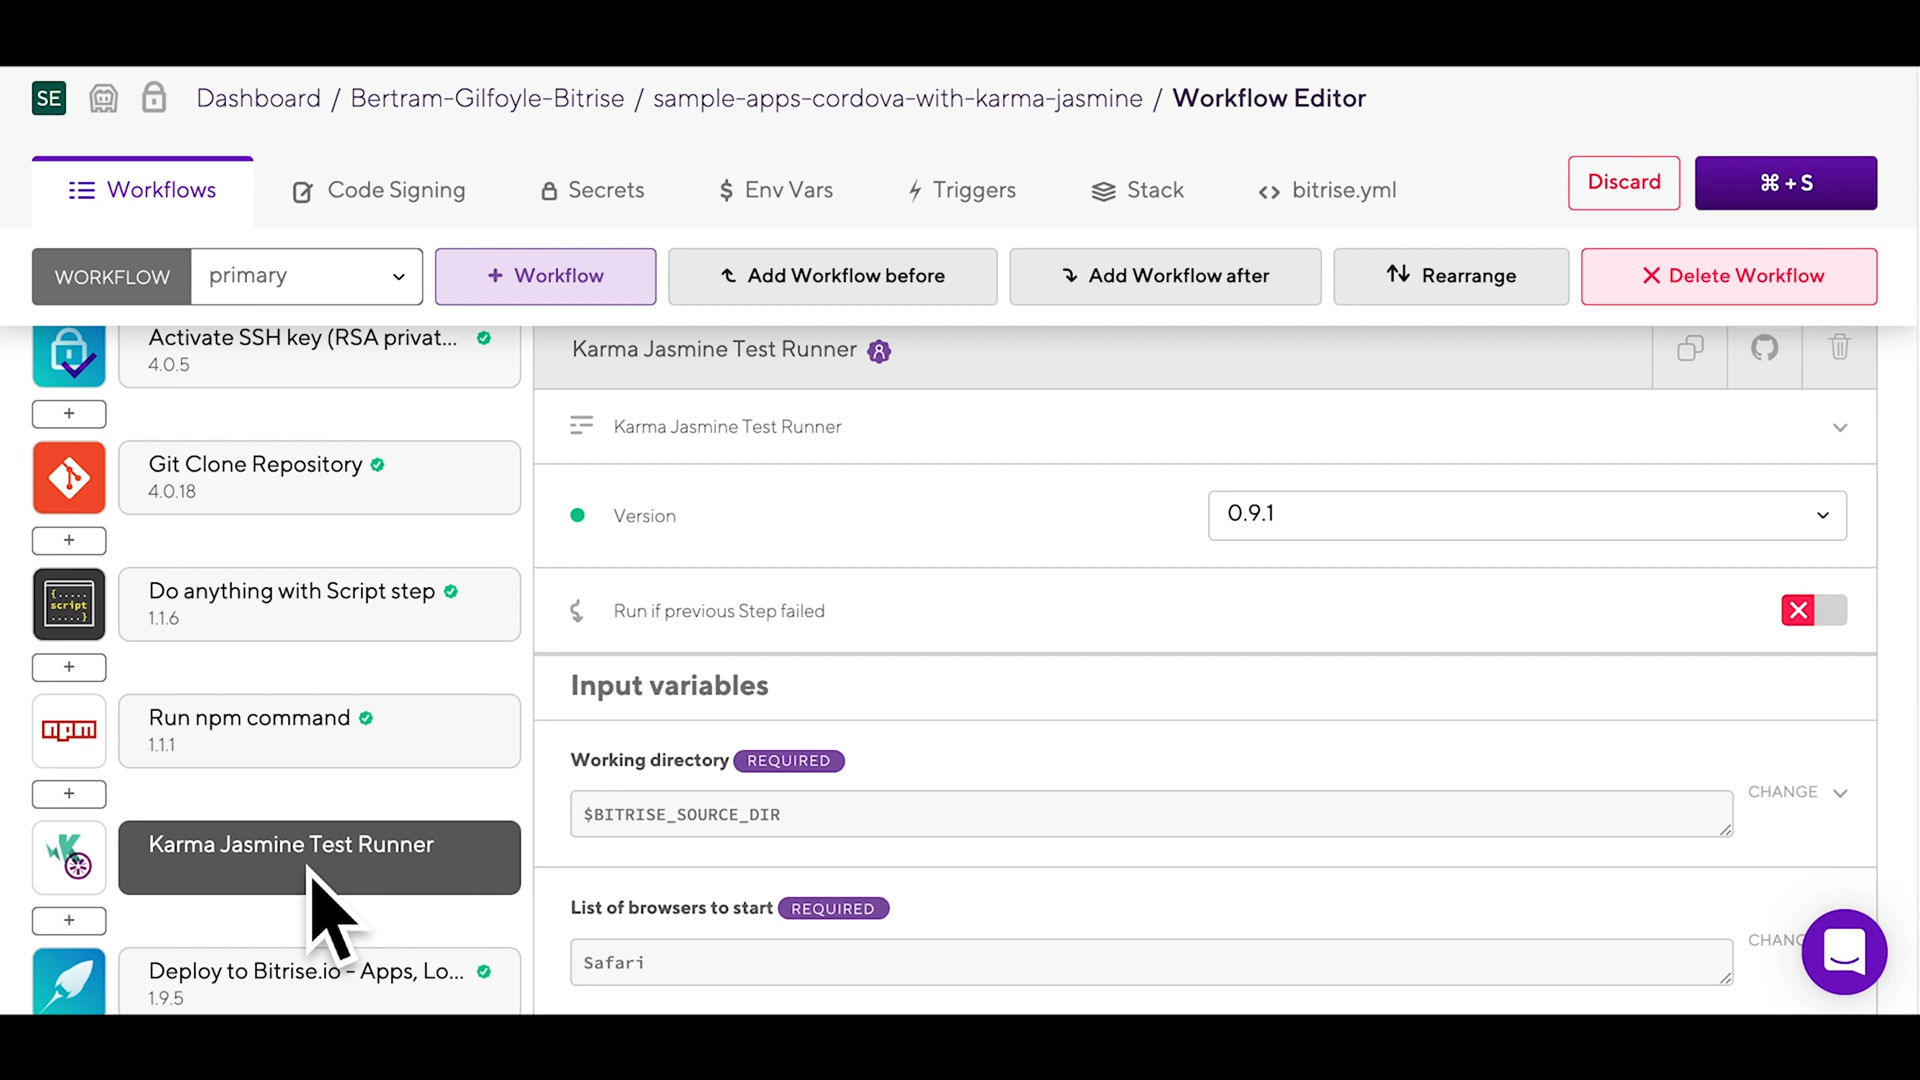 SE Dashboard / Bertram-Gilfoyle-Bitrise / sample-apps-cordova-with-karma-jasmine / Workflow Editor
Workflows Code Signing Secrets $ Env Vars Triggers Stack <> bitrise.yml Discard ⌘ + S
WORKFLOW primary + Workflow Add Workflow before Add Workflow after Rearrange Delete Workflow
Activate SSH key (RSA privat...
4.0.5
+
Git Clone Repository
4.0.18
+
{.....
script
.....}
Do anything with Script step
1.1.6
+
npm
Run npm command
1.1.1
+
Karma Jasmine Test Runner
+
Deploy to Bitrise.io - Apps, Lo...
1.9.5
Karma Jasmine Test Runner
Karma Jasmine Test Runner
Version 0.9.1
Run if previous Step failed
Input variables
Working directory REQUIRED
CHANGE
$BITRISE_SOURCE_DIR
List of browsers to start REQUIRED
CHANG
Safari